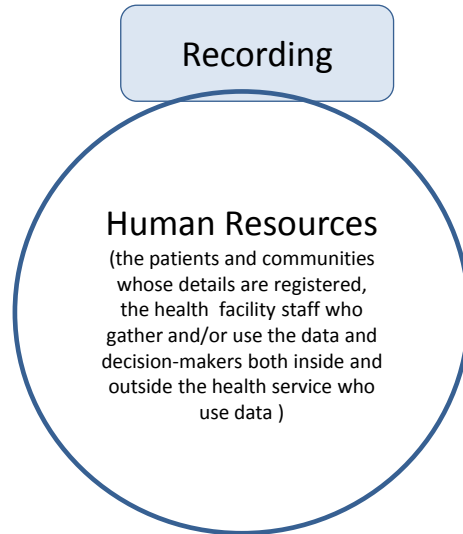 Recording
Human Resources
(the patients and communities
whose details are registered,
the health facility staff who
gather and/or use the data and
decision-makers both inside and
outside the health service who
use data )